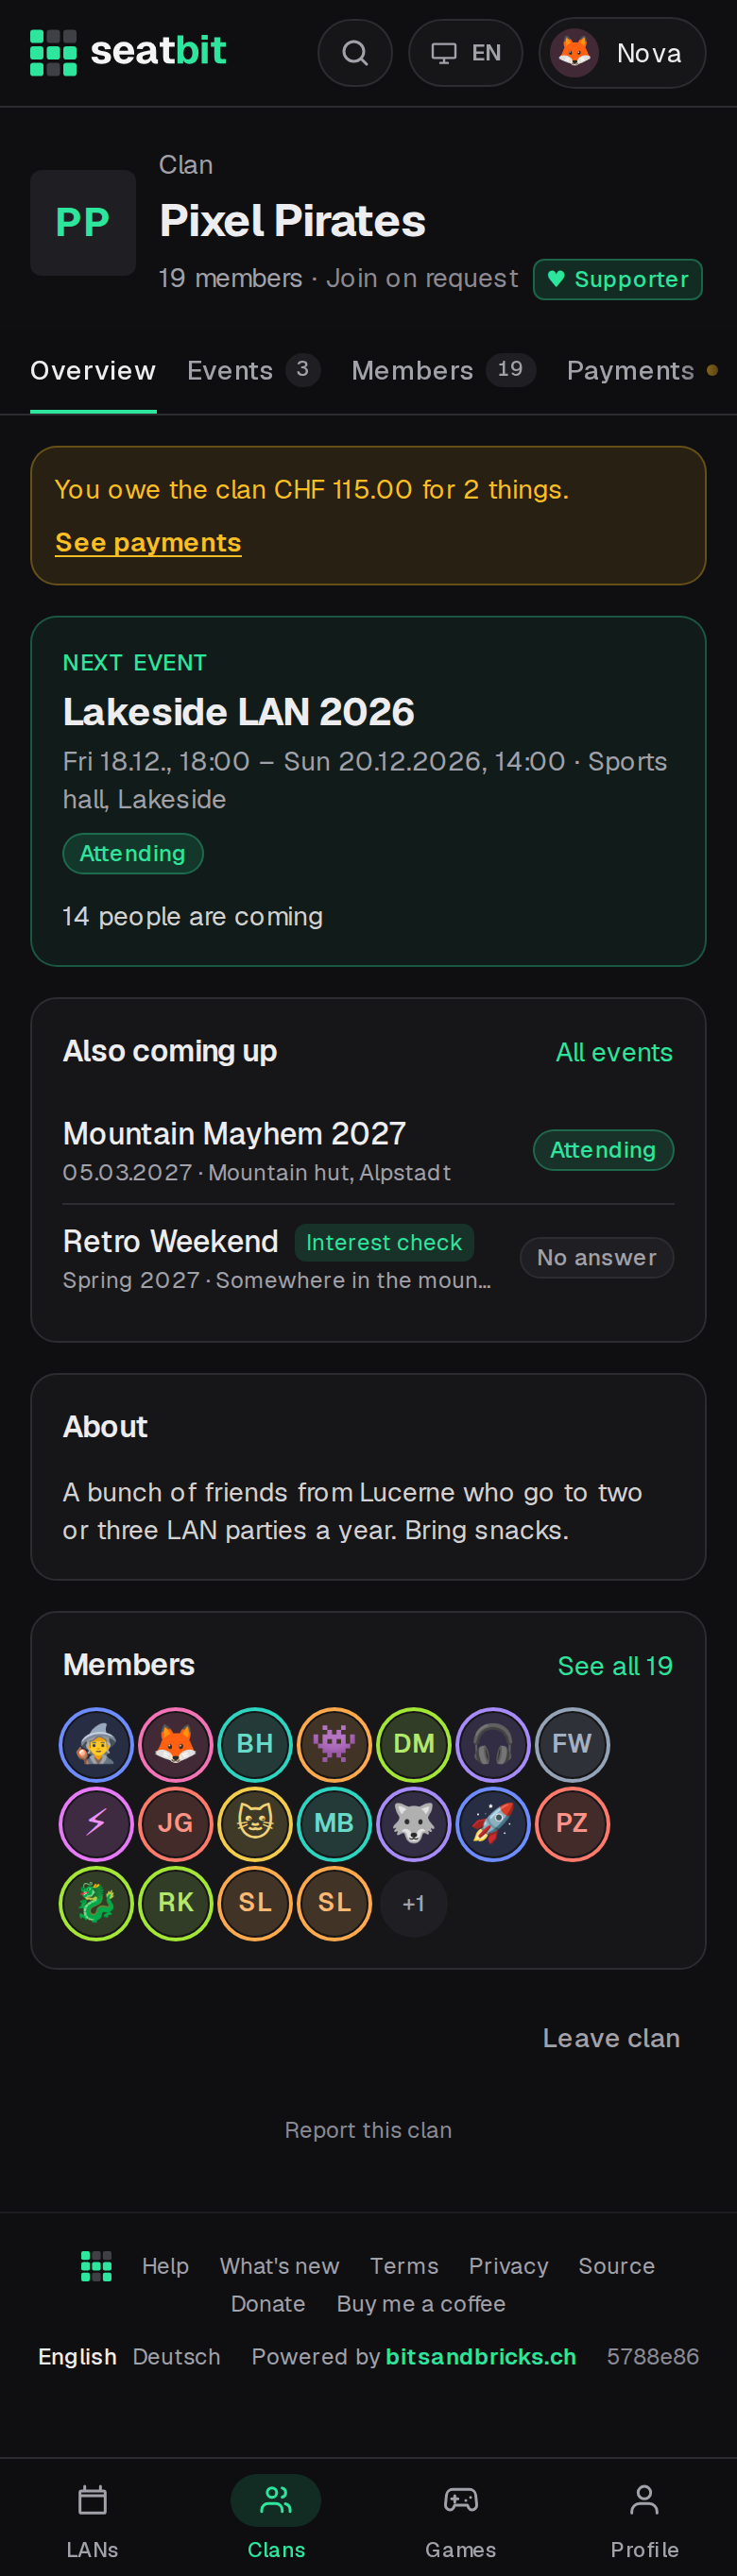 seatbit EN Nova
Clan
PP Pixel Pirates
19 members · Join on request ♥ Supporter
Overview Events 3 Members 19 Payments
You owe the clan CHF 115.00 for 2 things.
See payments
NEXT EVENT
Lakeside LAN 2026
Fri 18.12., 18:00 – Sun 20.12.2026, 14:00 · Sports
hall, Lakeside
Attending
14 people are coming
Also coming up All events
Mountain Mayhem 2027
05.03.2027 · Mountain hut, Alpstadt
Attending
Retro Weekend Interest check
Spring 2027 · Somewhere in the moun...
No answer
About
A bunch of friends from Lucerne who go to two
or three LAN parties a year. Bring snacks.
Members See all 19
BH DM FW
JG MB PZ
RK SL SL +1
Leave clan
Report this clan
Help What's new Terms Privacy Source
Donate Buy me a coffee
English Deutsch Powered by bitsandbricks.ch 5788e86
LANs Clans Games Profile